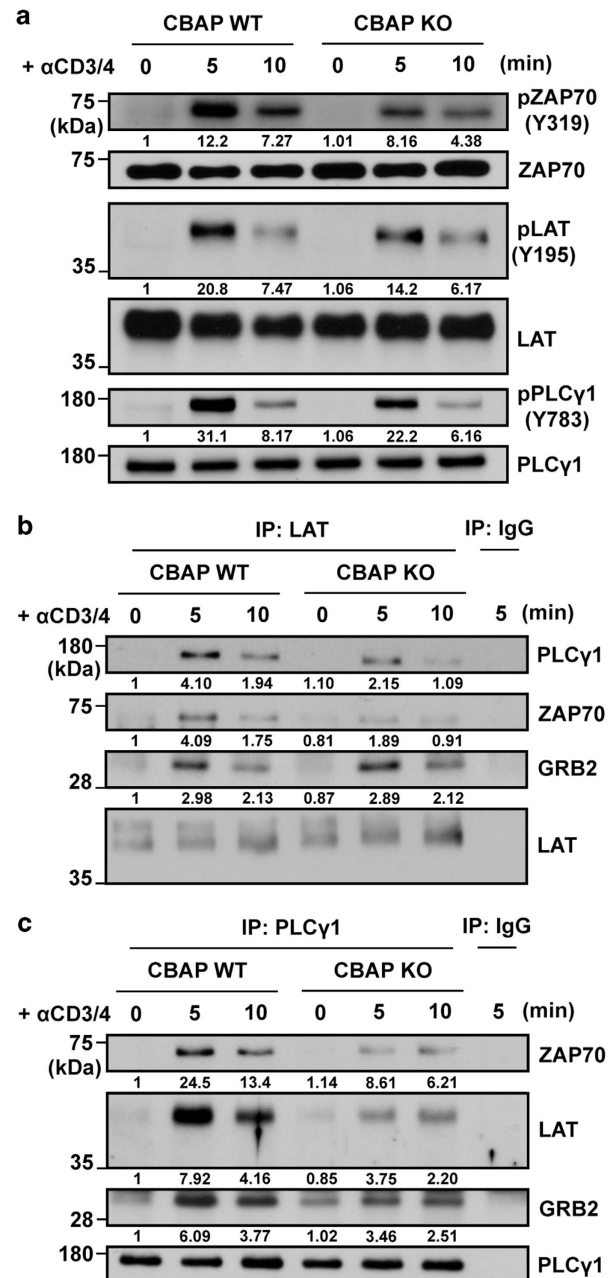 a
CBAP WT CBAP KO
+ αCD3/4 0 5 10 0 5 10 (min)
75 pZAP70
(kDa) (Y319)
1 12.2 7.27 1.01 8.16 4.38
75 ZAP70
pLAT
(Y195)
35
1 20.8 7.47 1.06 14.2 6.17
LAT
35
180 pPLCγ1
(Y783)
1 31.1 8.17 1.06 22.2 6.16
180 PLCγ1
b
IP: LAT IP: IgG
CBAP WT CBAP KO
+ αCD3/4 0 5 10 0 5 10 5 (min)
180 PLCγ1
(kDa)
1 4.10 1.94 1.10 2.15 1.09
75 ZAP70
1 4.09 1.75 0.81 1.89 0.91
GRB2
28
1 2.98 2.13 0.87 2.89 2.12
LAT
35
c
IP: PLCγ1 IP: IgG
CBAP WT CBAP KO
+ αCD3/4 0 5 10 0 5 10 5 (min)
75 ZAP70
(kDa)
1 24.5 13.4 1.14 8.61 6.21
LAT
35
1 7.92 4.16 0.85 3.75 2.20
GRB2
28
1 6.09 3.77 1.02 3.46 2.51
180 PLCγ1